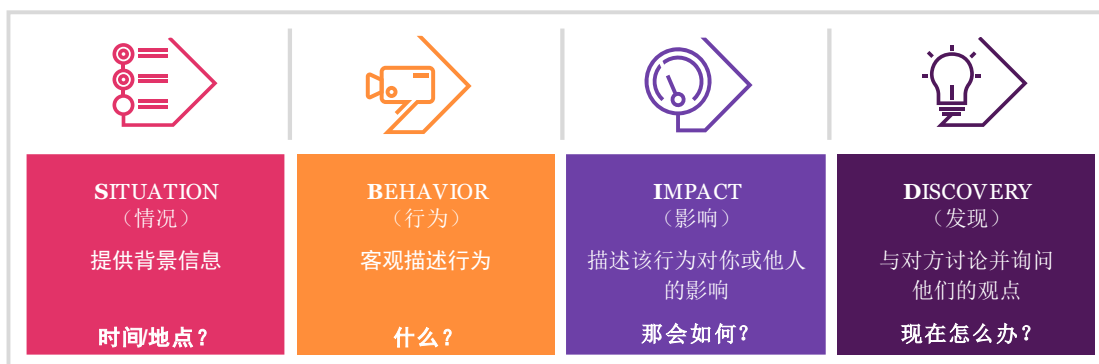 SITUATION
（情况）
提供背景信息
时间/地点？
BEHAVIOR
（行为）
客观描述行为
什么？
IMPACT
（影响）
描述该行为对你或他人
的影响
那会如何？
DISCOVERY
（发现）
与对方讨论并询问
他们的观点
现在怎么办？